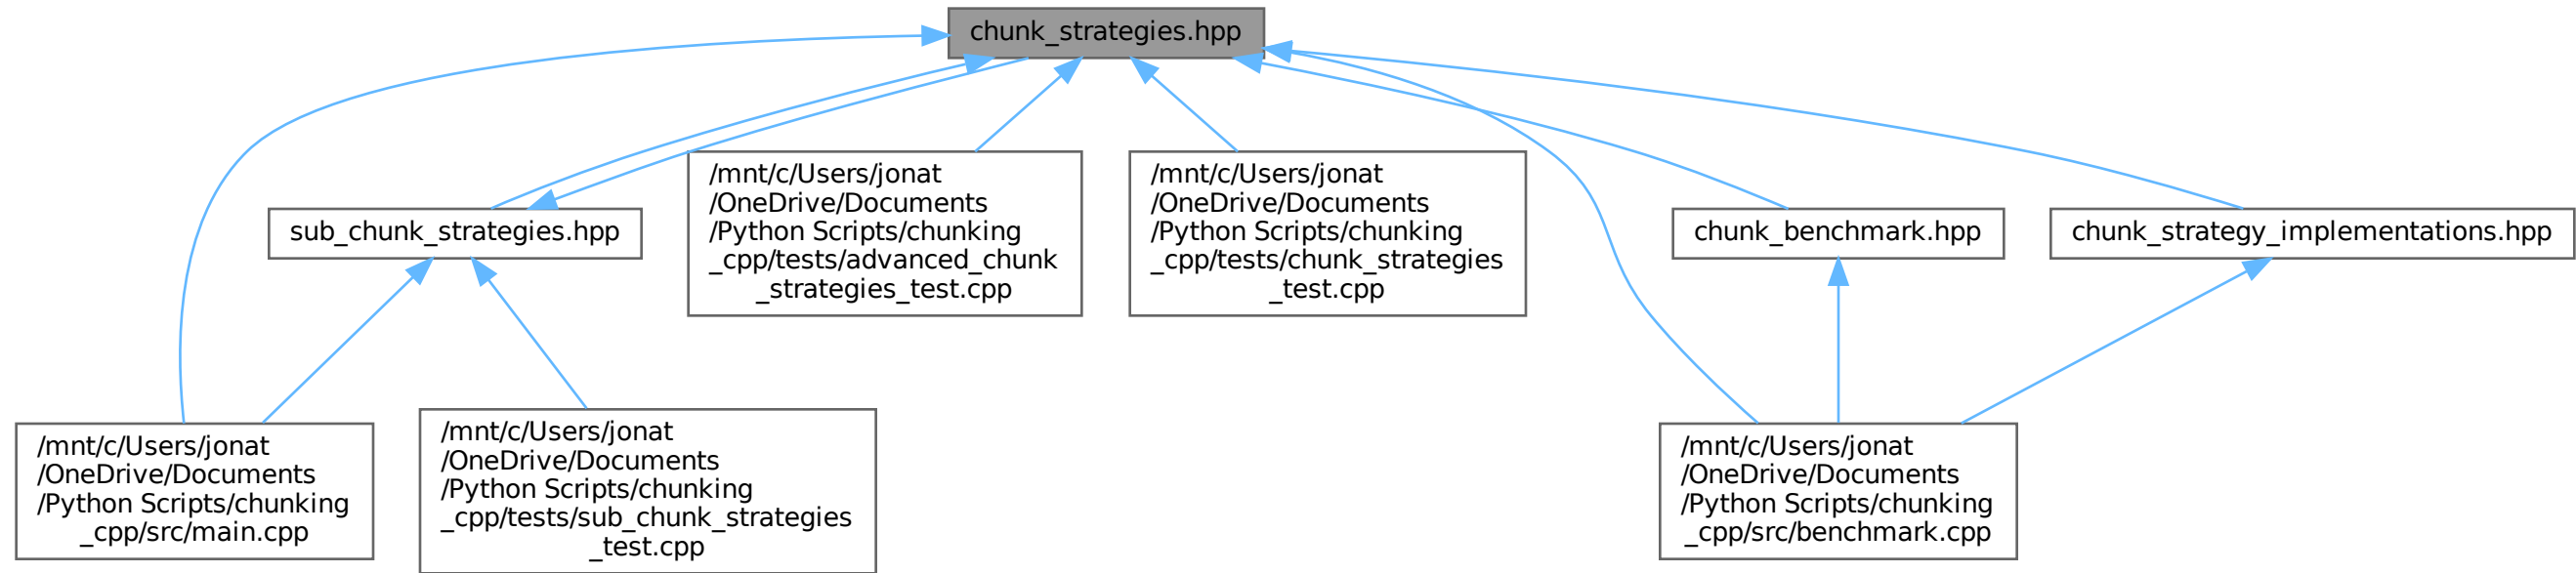 chunk_strategies.hpp
/mnt/c/Users/jonat
/OneDrive/Documents
/Python Scripts/chunking
_cpp/tests/advanced_chunk
_strategies_test.cpp
/mnt/c/Users/jonat
/OneDrive/Documents
/Python Scripts/chunking
_cpp/tests/chunk_strategies
_test.cpp
sub_chunk_strategies.hpp
chunk_benchmark.hpp
chunk_strategy_implementations.hpp
/mnt/c/Users/jonat
/OneDrive/Documents
/Python Scripts/chunking
_cpp/src/main.cpp
/mnt/c/Users/jonat
/OneDrive/Documents
/Python Scripts/chunking
_cpp/tests/sub_chunk_strategies
_test.cpp
/mnt/c/Users/jonat
/OneDrive/Documents
/Python Scripts/chunking
_cpp/src/benchmark.cpp